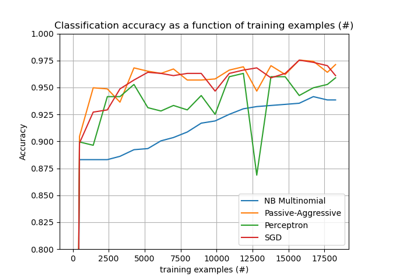 Classification accuracy as a function of training examples (#)
1.000
0.975
0.950
0.925
0.900
0.875
0.850
0.825
0.800
Accuracy
NB Multinomial
Passive-Aggressive
Perceptron
SGD
0 2500 5000 7500 10000 12500 15000 17500
training examples (#)